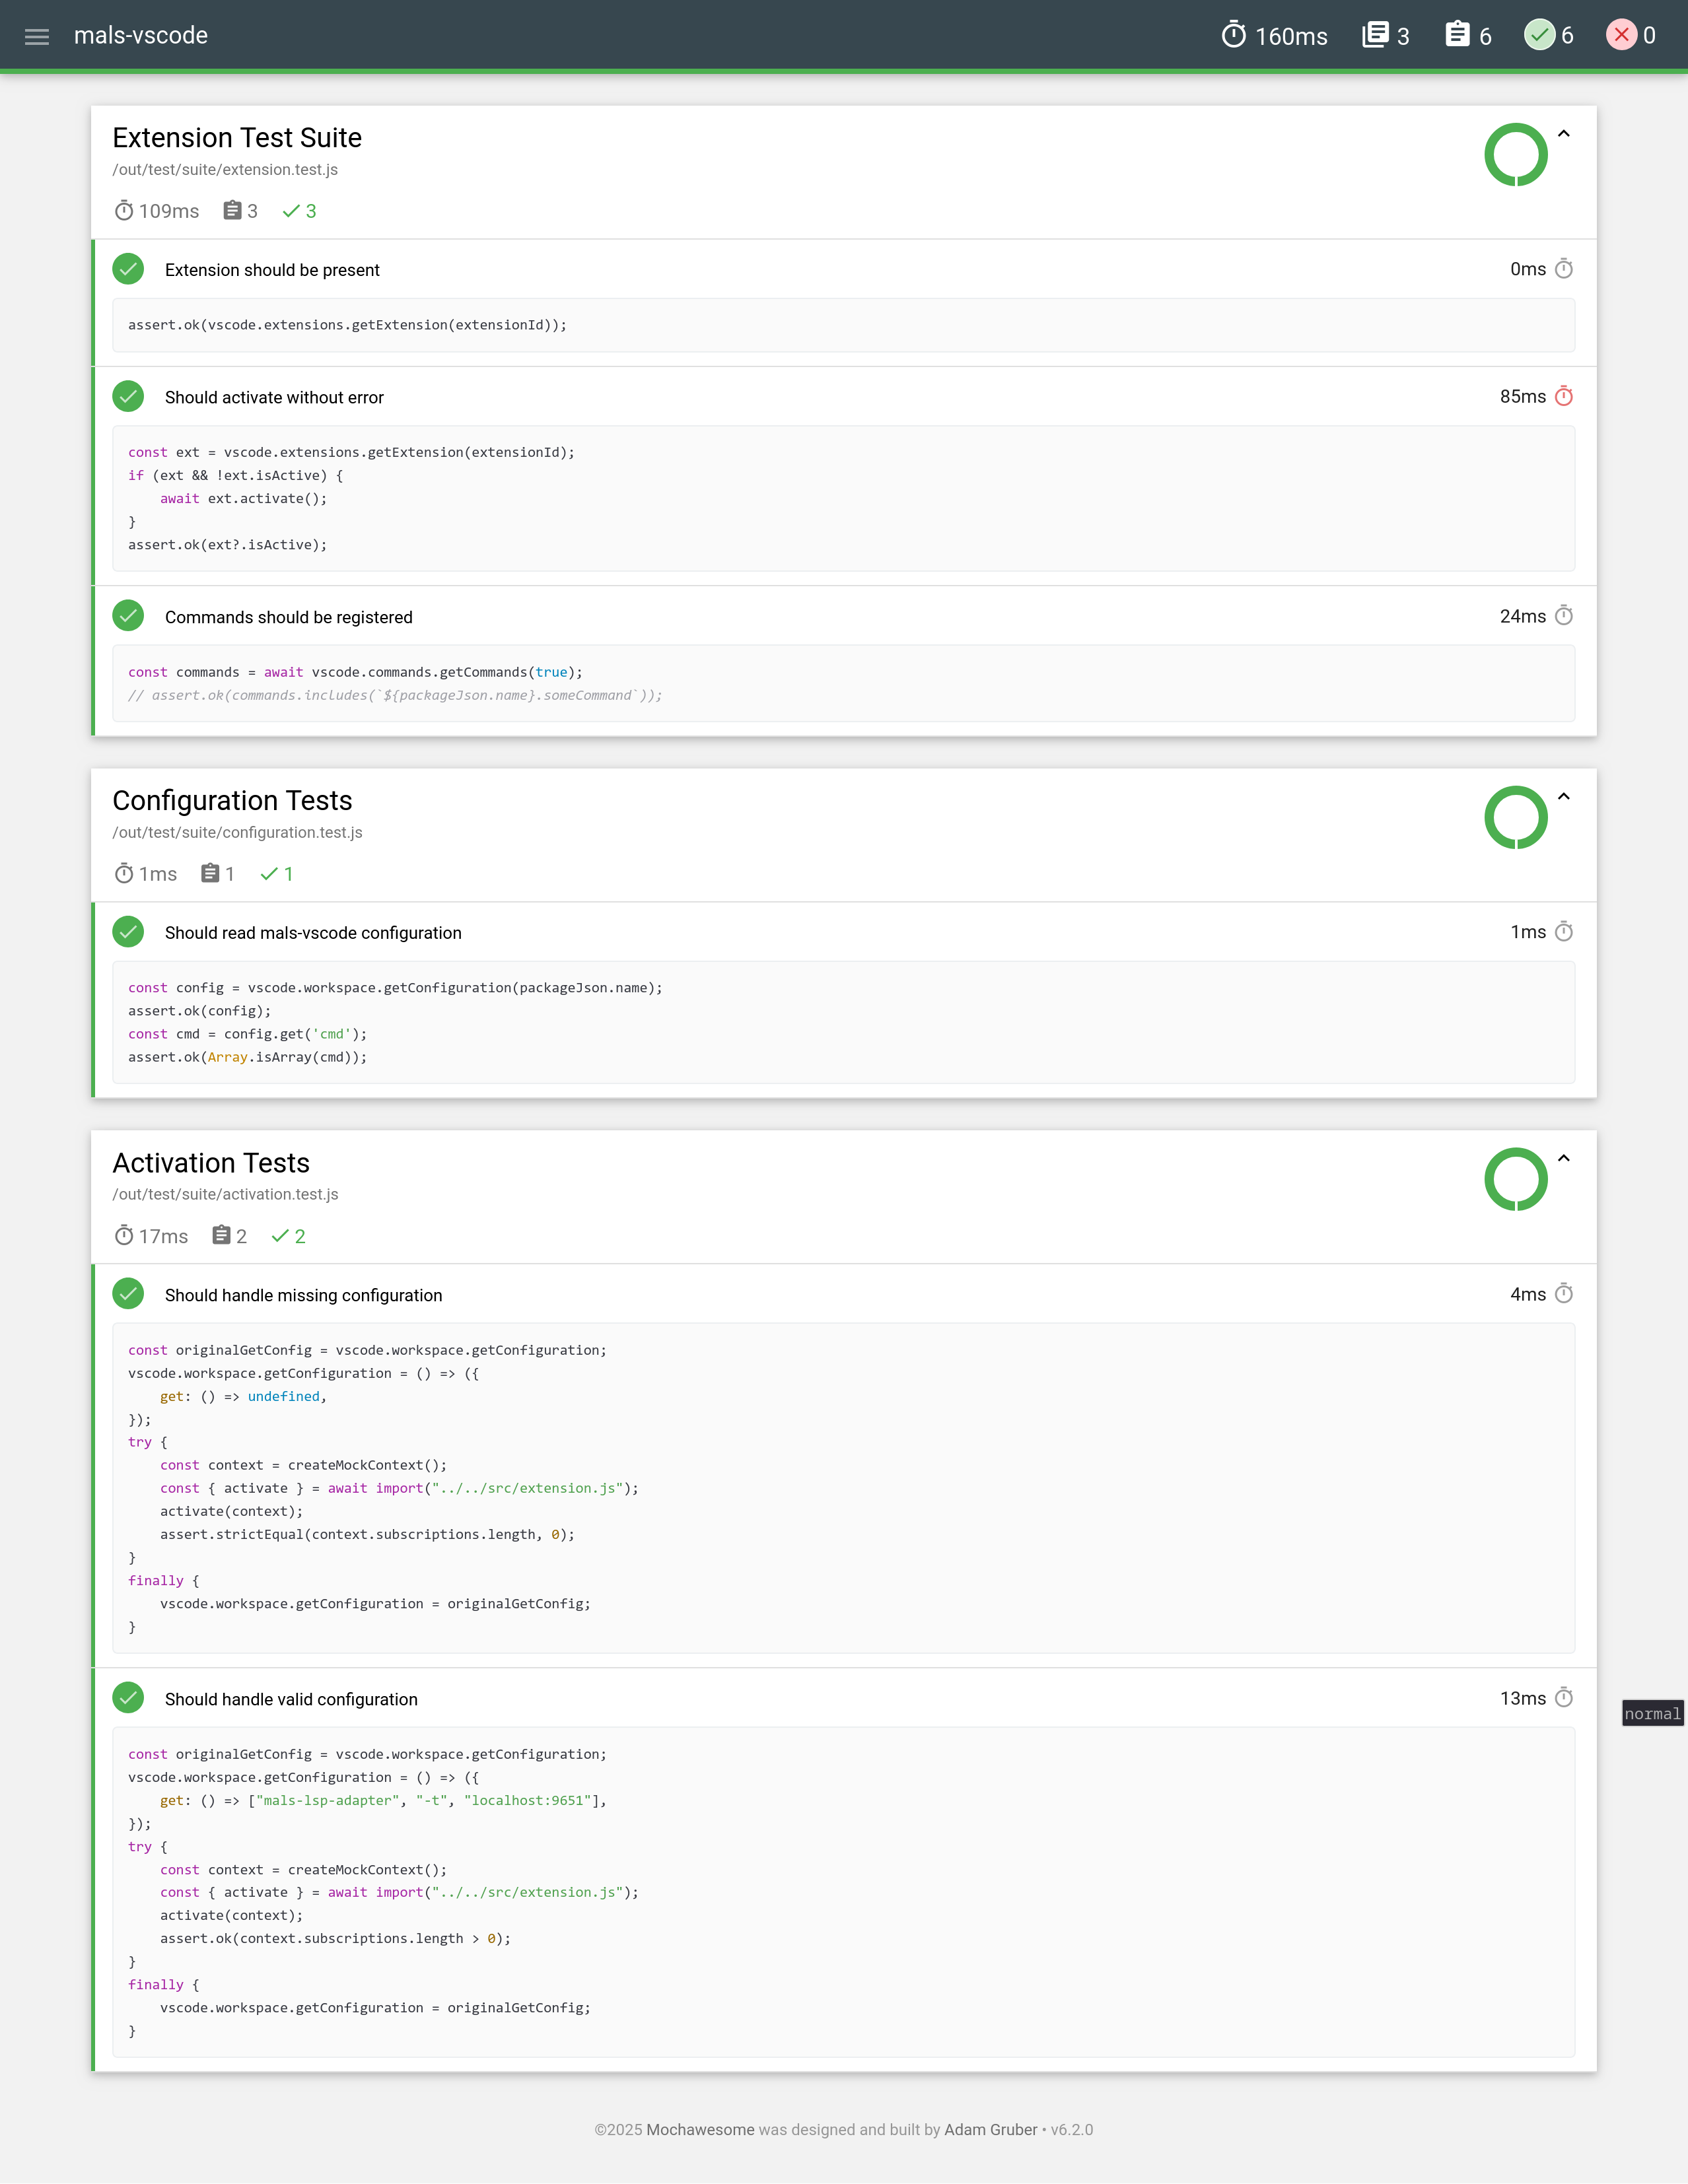 mals-vscode
160ms 3 6 6 0
Extension Test Suite
/out/test/suite/extension.test.js
109ms 3 3
Extension should be present 0ms
assert.ok(vscode.extensions.getExtension(extensionId));
Should activate without error 85ms
const ext = vscode.extensions.getExtension(extensionId);
if (ext && !ext.isActive) {
    await ext.activate();
}
assert.ok(ext?.isActive);
Commands should be registered 24ms
const commands = await vscode.commands.getCommands(true);
// assert.ok(commands.includes(`${packageJson.name}.someCommand`));
Configuration Tests
/out/test/suite/configuration.test.js
1ms 1 1
Should read mals-vscode configuration 1ms
const config = vscode.workspace.getConfiguration(packageJson.name);
assert.ok(config);
const cmd = config.get('cmd');
assert.ok(Array.isArray(cmd));
Activation Tests
/out/test/suite/activation.test.js
17ms 2 2
Should handle missing configuration 4ms
const originalGetConfig = vscode.workspace.getConfiguration;
vscode.workspace.getConfiguration = () => ({
    get: () => undefined,
});
try {
    const context = createMockContext();
    const { activate } = await import("../../src/extension.js");
    activate(context);
    assert.strictEqual(context.subscriptions.length, 0);
}
finally {
    vscode.workspace.getConfiguration = originalGetConfig;
}
Should handle valid configuration 13ms
normal
const originalGetConfig = vscode.workspace.getConfiguration;
vscode.workspace.getConfiguration = () => ({
    get: () => ["mals-lsp-adapter", "-t", "localhost:9651"],
});
try {
    const context = createMockContext();
    const { activate } = await import("../../src/extension.js");
    activate(context);
    assert.ok(context.subscriptions.length > 0);
}
finally {
    vscode.workspace.getConfiguration = originalGetConfig;
}
©2025 Mochawesome was designed and built by Adam Gruber • v6.2.0